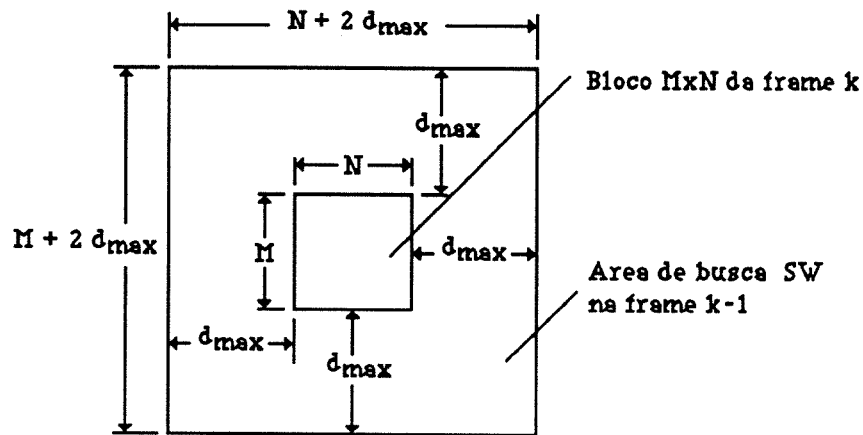 N + 2 dmax
Bloco MxN da frame k
dmax
N
M + 2 dmax
M
dmax
Area de busca SW
na frame k-1
dmax
dmax